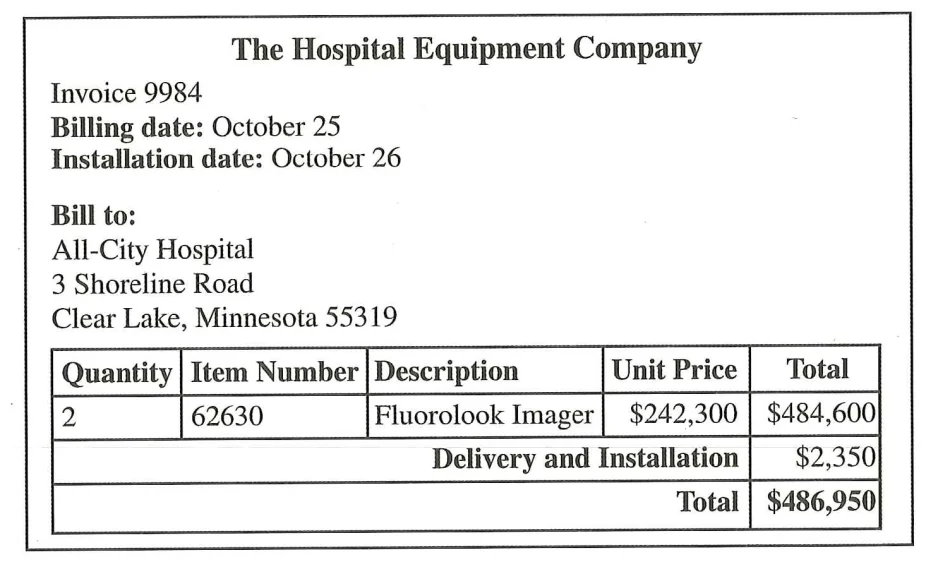 The Hospital Equipment Company
Invoice 9984
Billing date: October 25
Installation date: October 26
Bill to:
All-City Hospital
3 Shoreline Road
Clear Lake, Minnesota 55319
Quantity Item Number Description Unit Price Total
2 62630 Fluorolook Imager $242,300 $484,600
Delivery and Installation $2,350
Total $486,950